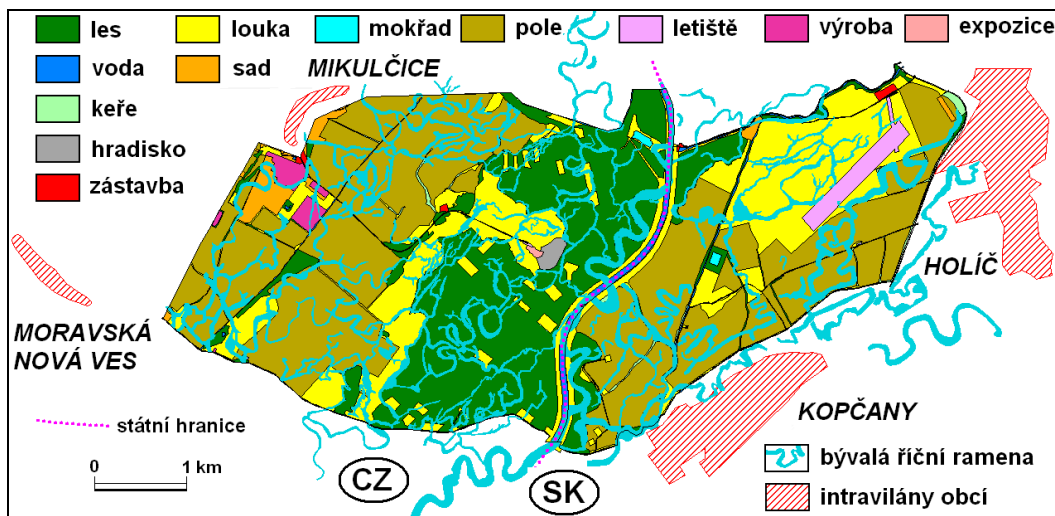 les
louka
mokřad
pole
letiště
výroba
expozice
voda
sad
MIKULČICE
keře
hradisko
zástavba
HOLÍČ
MORAVSKÁ
NOVÁ VES
KOPČANY
státní hranice
0 1 km
CZ
SK
bývalá říční ramena
intravilány obcí